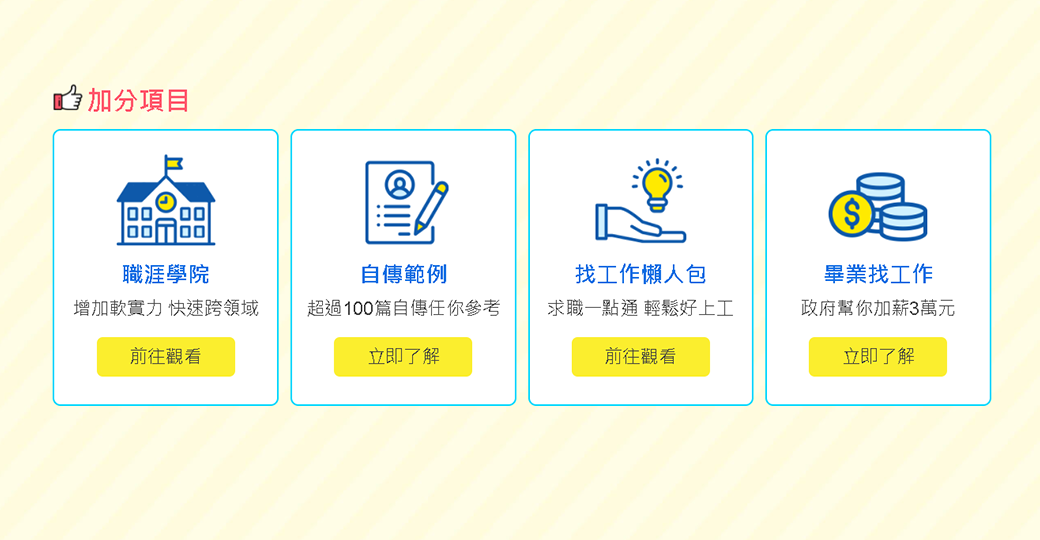 加分項目
職涯學院
增加軟實力 快速跨領域
前往觀看
自傳範例
超過100篇自傳任你參考
立即了解
找工作懶人包
求職一點通 輕鬆好上工
前往觀看
畢業找工作
政府幫你加薪3萬元
立即了解